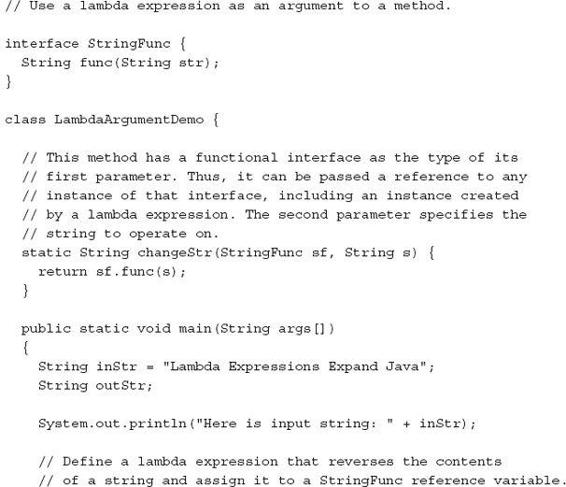 // Use a lambda expression as an argument to a method.
interface StringFunc {
String func(String str);
}
class LambdaArgumentDemo {
// This method has a functional interface as the type of its
// first parameter. Thus, it can be passed a reference to any
// instance of that interface, including an instance created
// by a lambda expression. The second parameter specifies the
// string to operate on.
static String changeStr(StringFunc sf, String s) {
return sf.func(s);
}
public static void main(String args[])
{
String inStr = "Lambda Expressions Expand Java";
String outStr;
System.out.println("Here is input string: " + inStr);
// Define a lambda expression that reverses the contents
// of a string and assign it to a StringFunc reference variable.